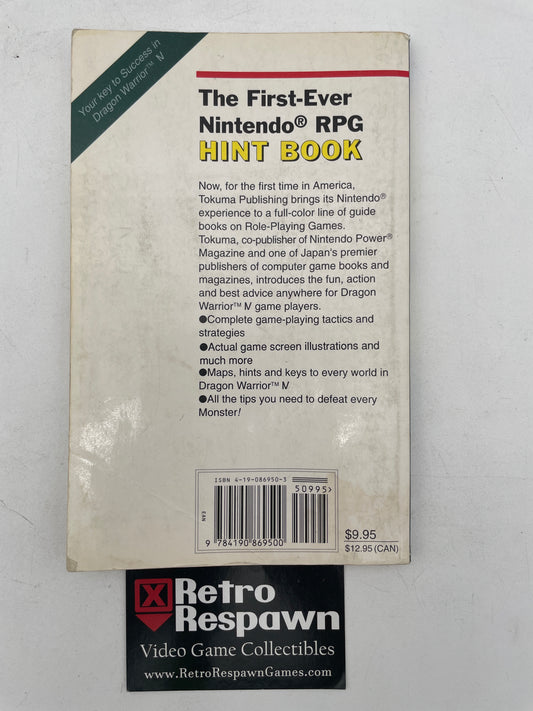 Your key to Success in
Dragon Warrior™ IV
The First-Ever
Nintendo® RPG
HINT BOOK
Now, for the first time in America,
Tokuma Publishing brings its Nintendo®
experience to a full-color line of guide
books on Role-Playing Games.
Tokuma, co-publisher of Nintendo Power®
Magazine and one of Japan's premier
publishers of computer game books and
magazines, introduces the fun, action
and best advice anywhere for Dragon
Warrior™ IV game players.
●Complete game-playing tactics and
strategies
●Actual game screen illustrations and
much more
●Maps, hints and keys to every world in
Dragon Warrior™ IV
●All the tips you need to defeat every
Monster!
ISBN 4-19-086950-3
50995>
EAN
9 784190 869500
$9.95
$12.95 (CAN)
X Retro
Respawn
Video Game Collectibles
www.RetroRespawnGames.com